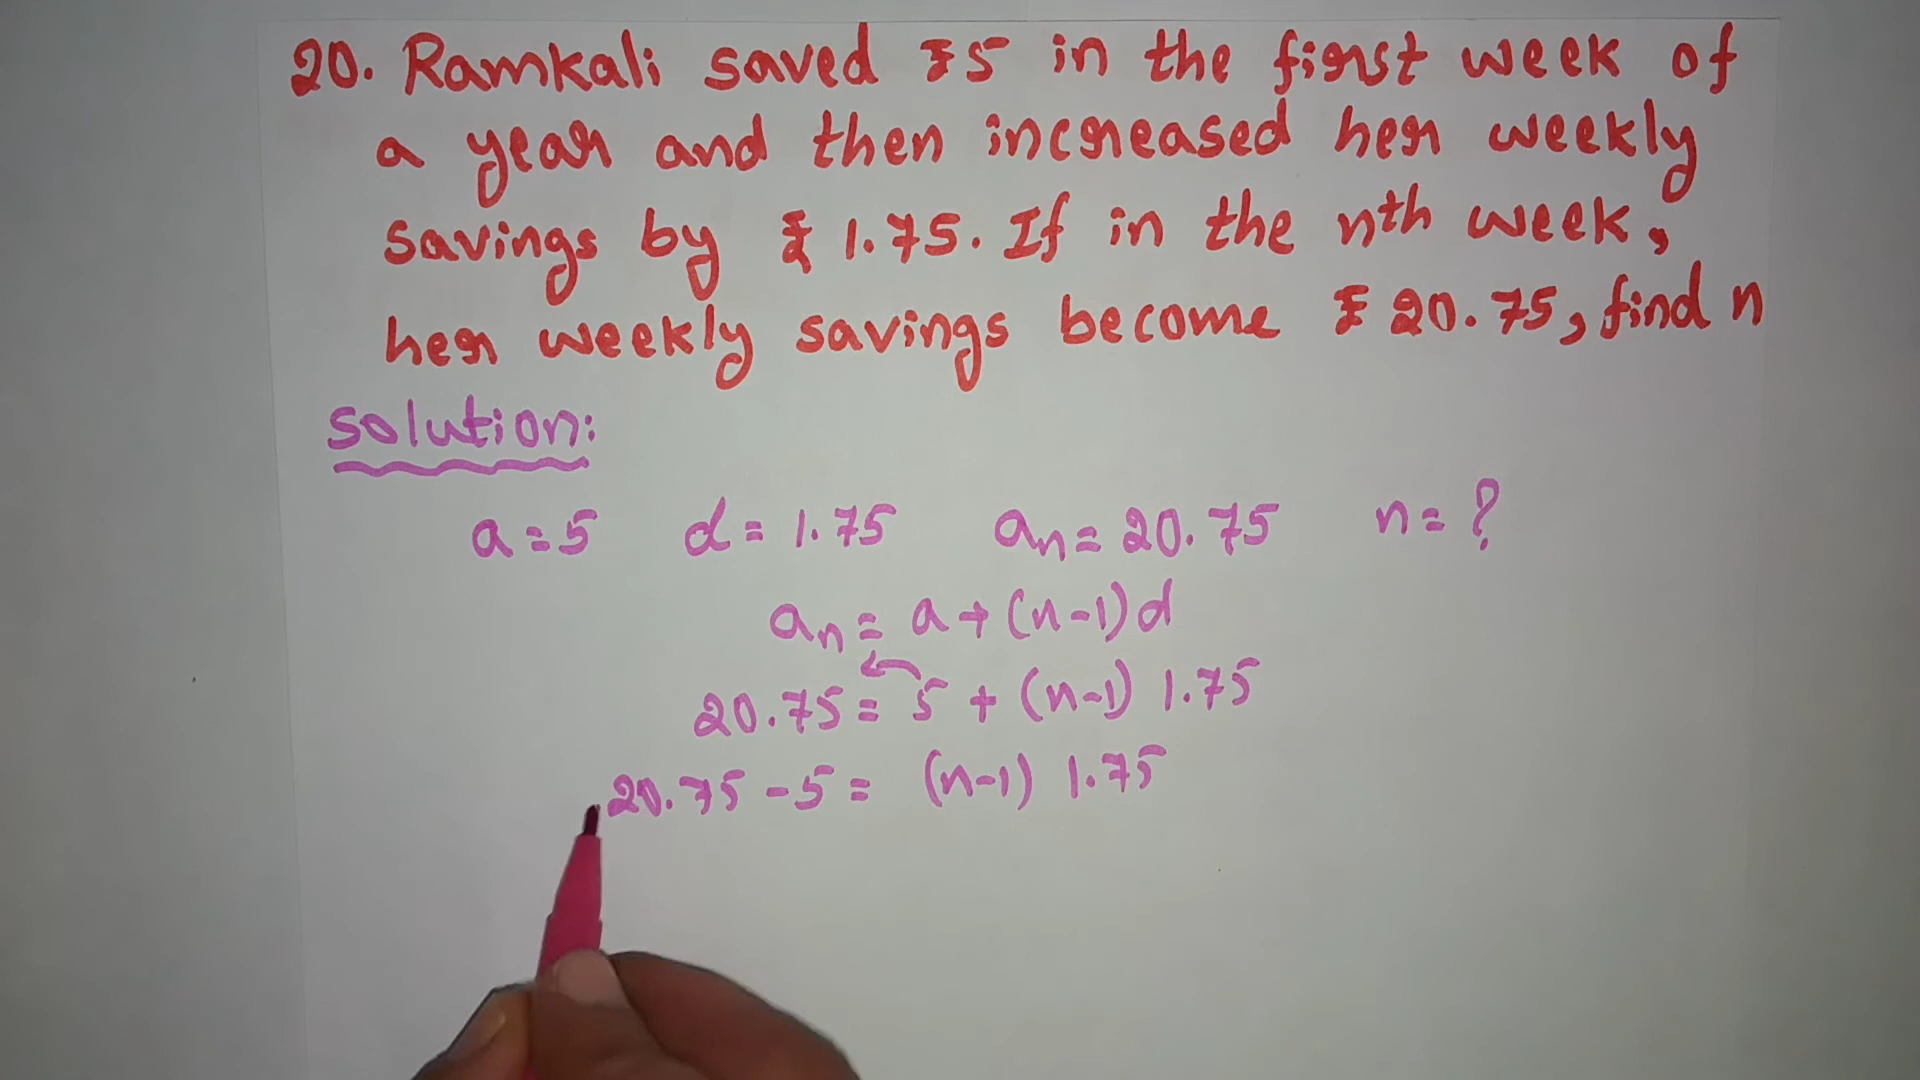 20. Ramkali saved ₹5 in the first week of
a year and then increased her weekly
savings by ₹ 1.75. If in the nth week,
her weekly savings become ₹ 20.75, find n
Solution:
a = 5 d = 1.75 an = 20.75 n = ?
an = a + (n-1)d
20.75 = 5 + (n-1) 1.75
20.75 - 5 = (n-1) 1.75